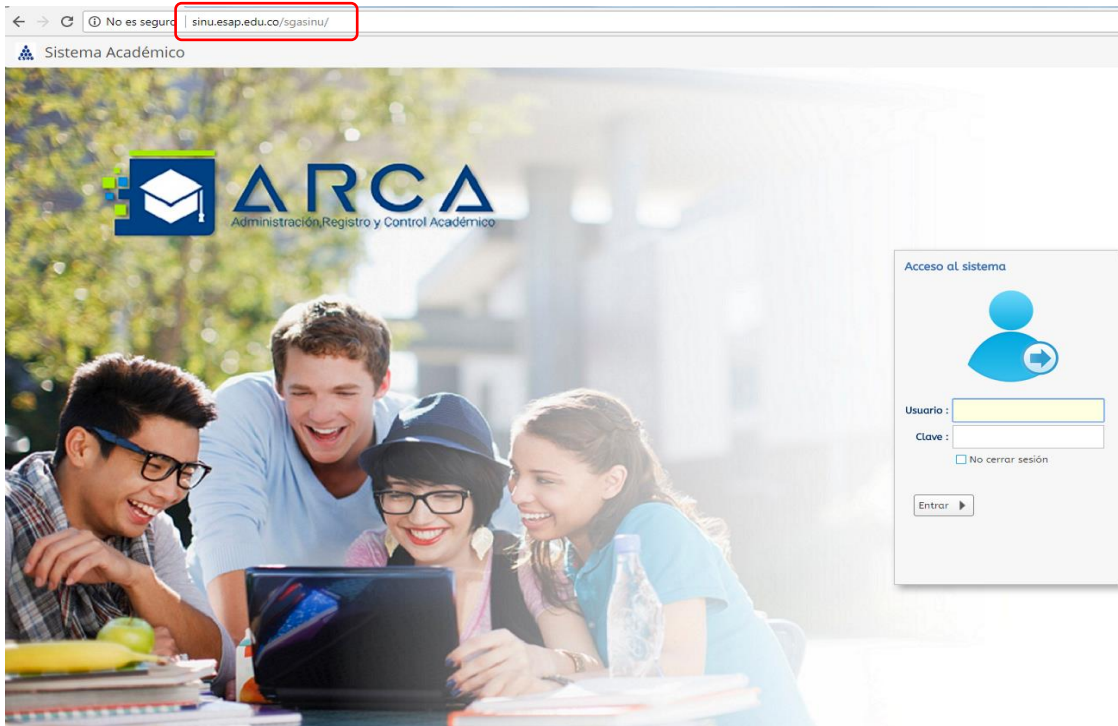 No es seguro | sinu.esap.edu.co/sgasinu/
Sistema Académico
ARCA
Administración,Registro y Control Académico
Acceso al sistema
Usuario :
Clave :
No cerrar sesión
Entrar